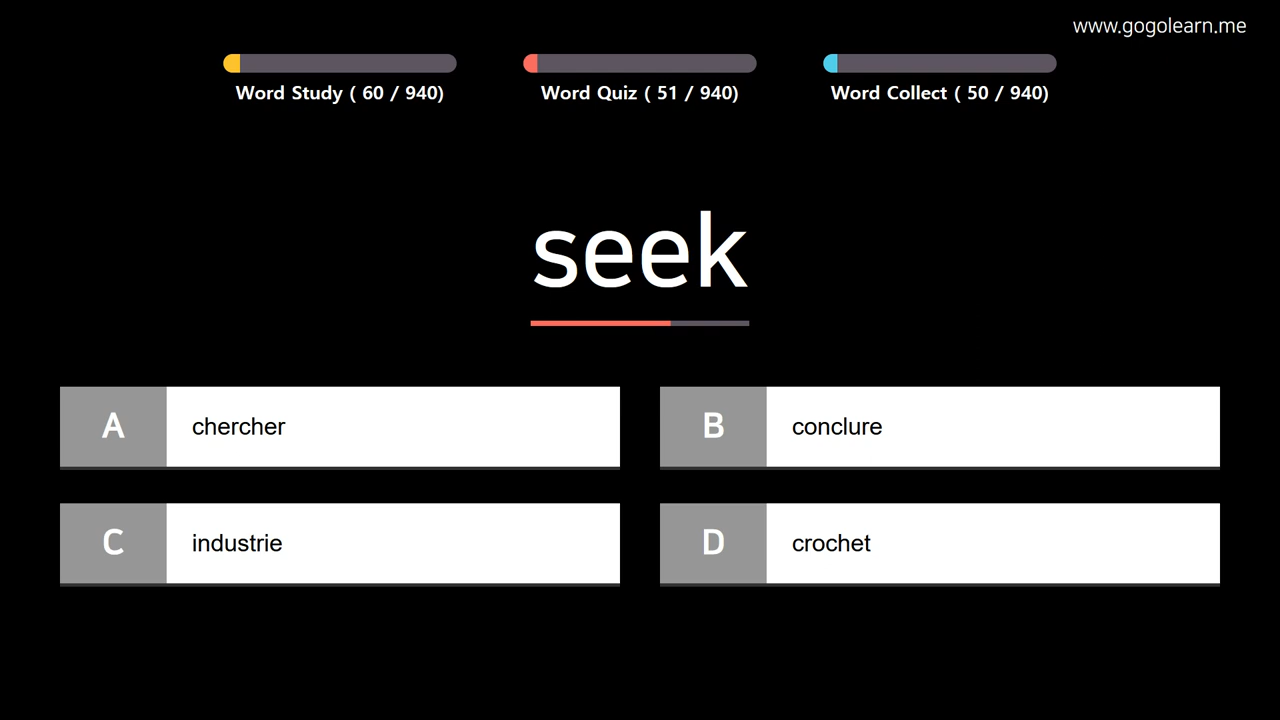 www.gogolearn.me
Word Study ( 60 / 940)
Word Quiz ( 51 / 940)
Word Collect ( 50 / 940)
seek
A chercher
B conclure
C industrie
D crochet